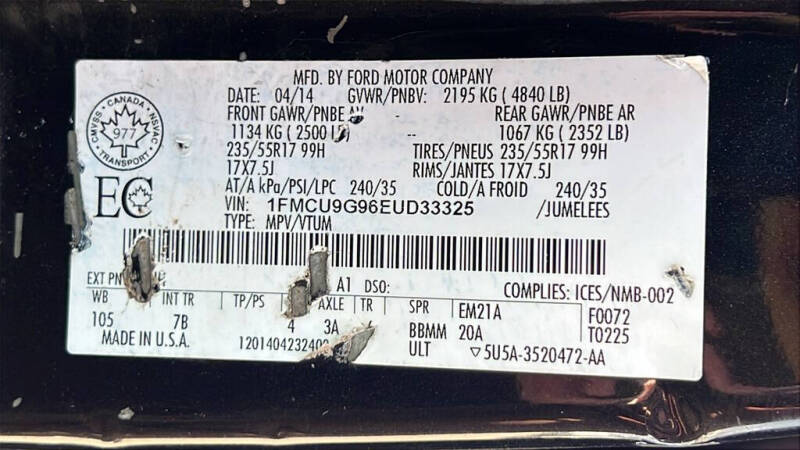 MFD. BY FORD MOTOR COMPANY
DATE: 04/14 GVWR/PNBV: 2195 KG ( 4840 LB)
FRONT GAWR/PNBE REAR GAWR/PNBE AR
1134 KG ( 2500 LB) -- 1067 KG ( 2352 LB)
235/55R17 99H TIRES/PNEUS 235/55R17 99H
17X7.5J RIMS/JANTES 17X7.5J
AT/A kPa/PSI/LPC 240/35 COLD/A FROID 240/35
VIN: 1FMCU9G96EUD33325 /JUMELEES
TYPE: MPV/VTUM
CANADA
CMVSS NSVAC
977
TRANSPORT
EC
EXT PN A1 DSO: COMPLIES: ICES/NMB-002
WB INT TR TP/PS AXLE TR SPR EM21A F0072
105 7B 4 3A BBMM 20A T0225
MADE IN U.S.A. ULT ▽5U5A-3520472-AA